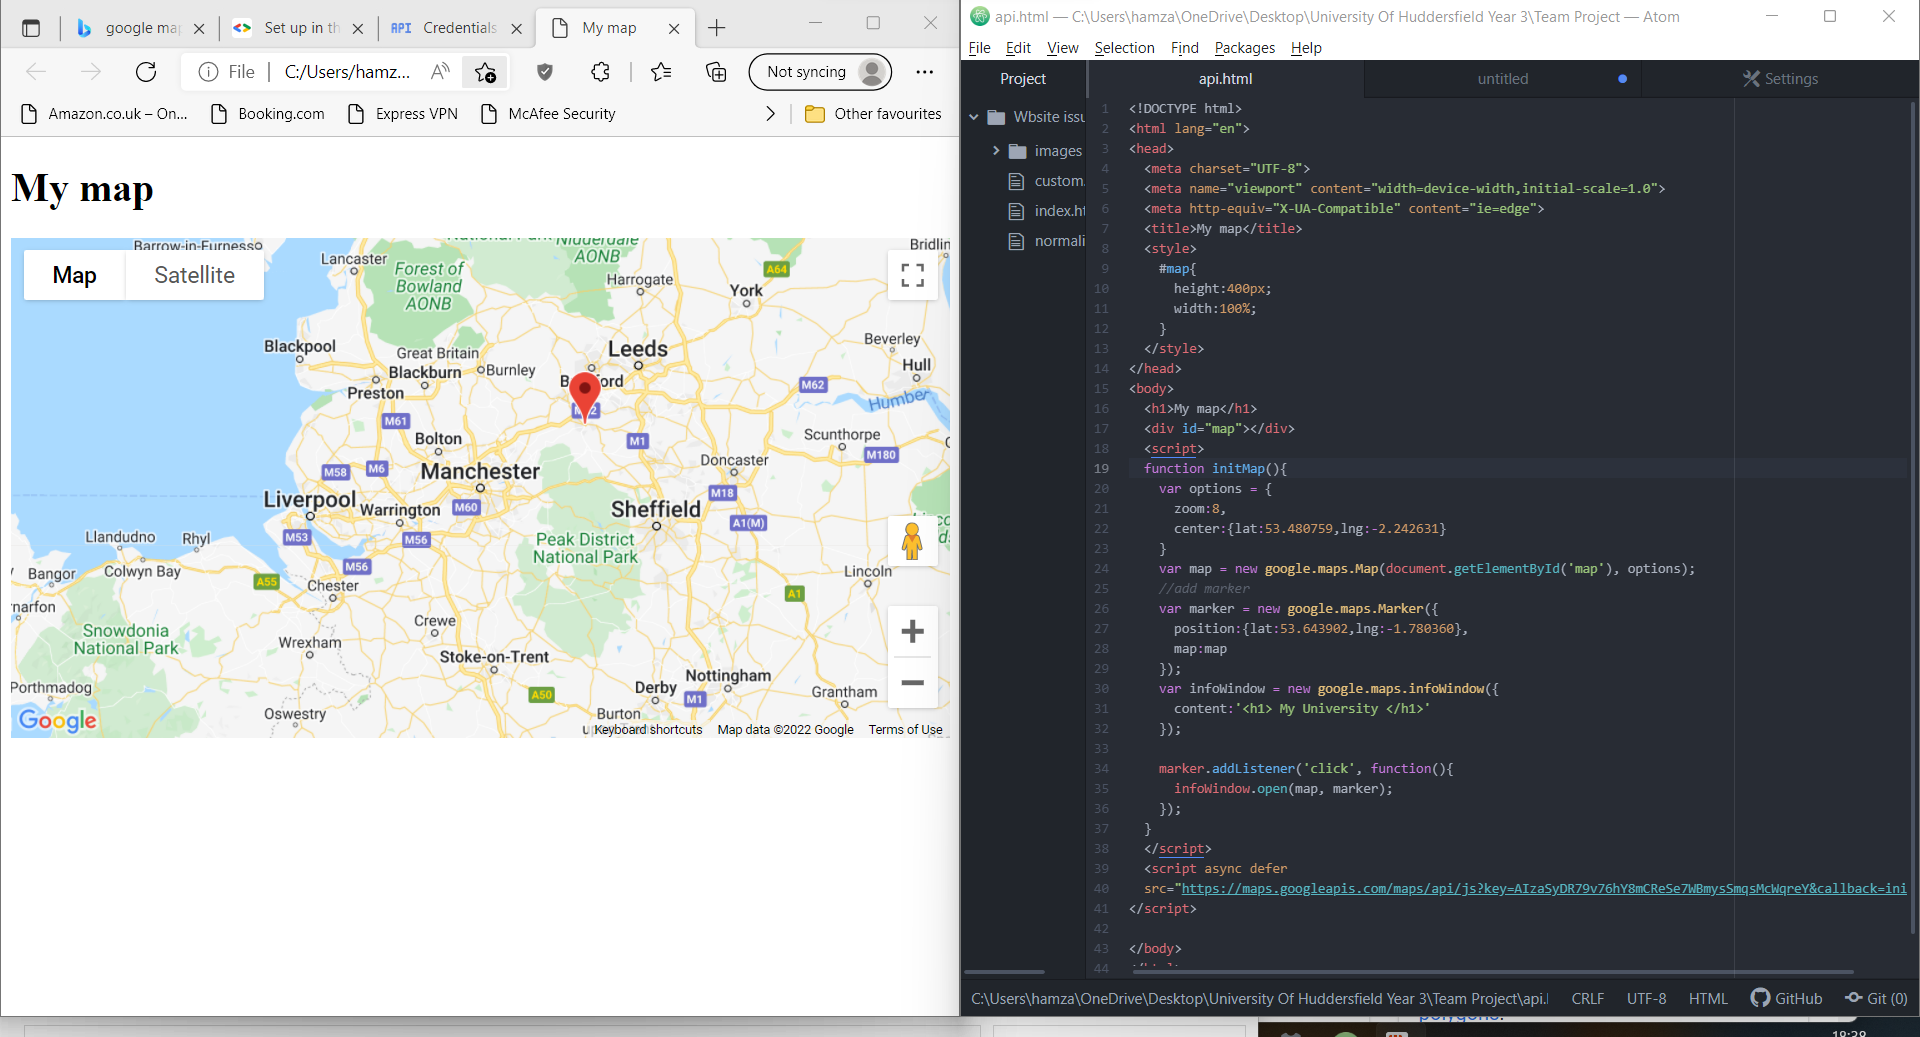 google ma
Set up in th
API Credentials
My map
File C:/Users/hamz...
Not syncing
Amazon.co.uk – On...
Booking.com
Express VPN
McAfee Security
Other favourites
My map
Map Satellite
Barrow-in-Furness
Lancaster
Forest of
Bowland
AONB
Nidderdale
AONB
Harrogate
A64
York
Bridlin
Blackpool
Great Britain
Blackburn
Burnley
Preston
Leeds
Beverley
Hull
M62
Humber
M61
Bolton
M1
Scunthorpe
M180
M58
M6
Manchester
Doncaster
M18
Liverpool
Warrington
M60
Sheffield
A1(M)
M53
M56
Peak District
National Park
Llandudno
Rhyl
Bangor
Colwyn Bay
A55
M56
Chester
Lincoln
narfon
A1
Snowdonia
National Park
Wrexham
Crewe
Stoke-on-Trent
Nottingham
Porthmadog
A50
Derby
M1
Grantham
Google
Oswestry
Burton
Keyboard shortcuts
Map data ©2022 Google
Terms of Use
api.html — C:\Users\hamza\OneDrive\Desktop\University Of Huddersfield Year 3\Team Project — Atom
File Edit View Selection Find Packages Help
Project
api.html
untitled
Settings
Wbsite issu
images
custom.
index.ht
normali
1 <!DOCTYPE html>
2 <html lang="en">
3 <head>
4 <meta charset="UTF-8">
5 <meta name="viewport" content="width=device-width,initial-scale=1.0">
6 <meta http-equiv="X-UA-Compatible" content="ie=edge">
7 <title>My map</title>
8 <style>
9 #map{
10 height:400px;
11 width:100%;
12 }
13 </style>
14 </head>
15 <body>
16 <h1>My map</h1>
17 <div id="map"></div>
18 <script>
19 function initMap(){
20 var options = {
21 zoom:8,
22 center:{lat:53.480759,lng:-2.242631}
23 }
24 var map = new google.maps.Map(document.getElementById('map'), options);
25 //add marker
26 var marker = new google.maps.Marker({
27 position:{lat:53.643902,lng:-1.780360},
28 map:map
29 });
30 var infoWindow = new google.maps.infoWindow({
31 content:'<h1> My University </h1>'
32 });
33
34 marker.addListener('click', function(){
35 infoWindow.open(map, marker);
36 });
37 }
38 </script>
39 <script async defer
40 src="https://maps.googleapis.com/maps/api/js?key=AIzaSyDR79v76hY8mCReSe7WBmysSmqsMcWqreY&callback=ini
41 </script>
42
43 </body>
44
C:\Users\hamza\OneDrive\Desktop\University Of Huddersfield Year 3\Team Project\api.
CRLF
UTF-8
HTML
GitHub
Git (0)